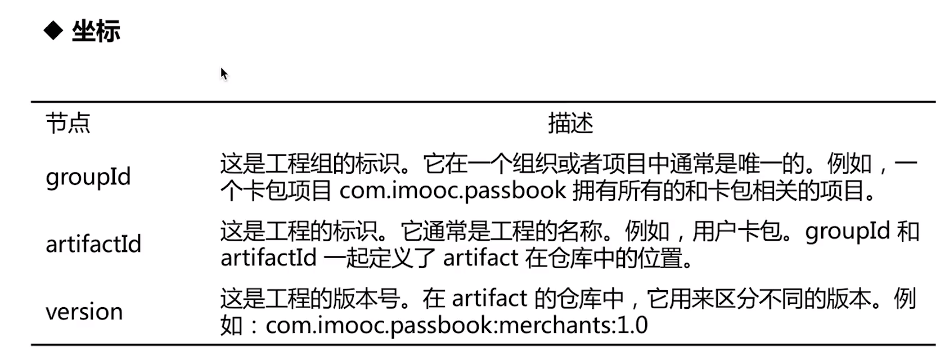 ◆ 坐标
节点 描述
groupId 这是工程组的标识。它在一个组织或者项目中通常是唯一的。例如，一
个卡包项目 com.imooc.passbook 拥有所有的和卡包相关的项目。
artifactId 这是工程的标识。它通常是工程的名称。例如，用户卡包。groupId 和
artifactId 一起定义了 artifact 在仓库中的位置。
version 这是工程的版本号。在 artifact 的仓库中，它用来区分不同的版本。例
如：com.imooc.passbook:merchants:1.0